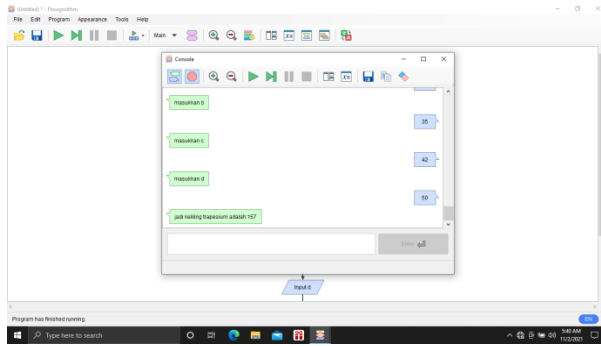 (Untitled) * - Flowgorithm
File Edit Program Appearance Tools Help
Main
Console
masukkan b
35
masukkan c
42
masukkan d
50
jadi keliling trapesium adalah:157
Enter
Input d
Program has finished running.
EN
Type here to search
5:40 AM
11/2/2021